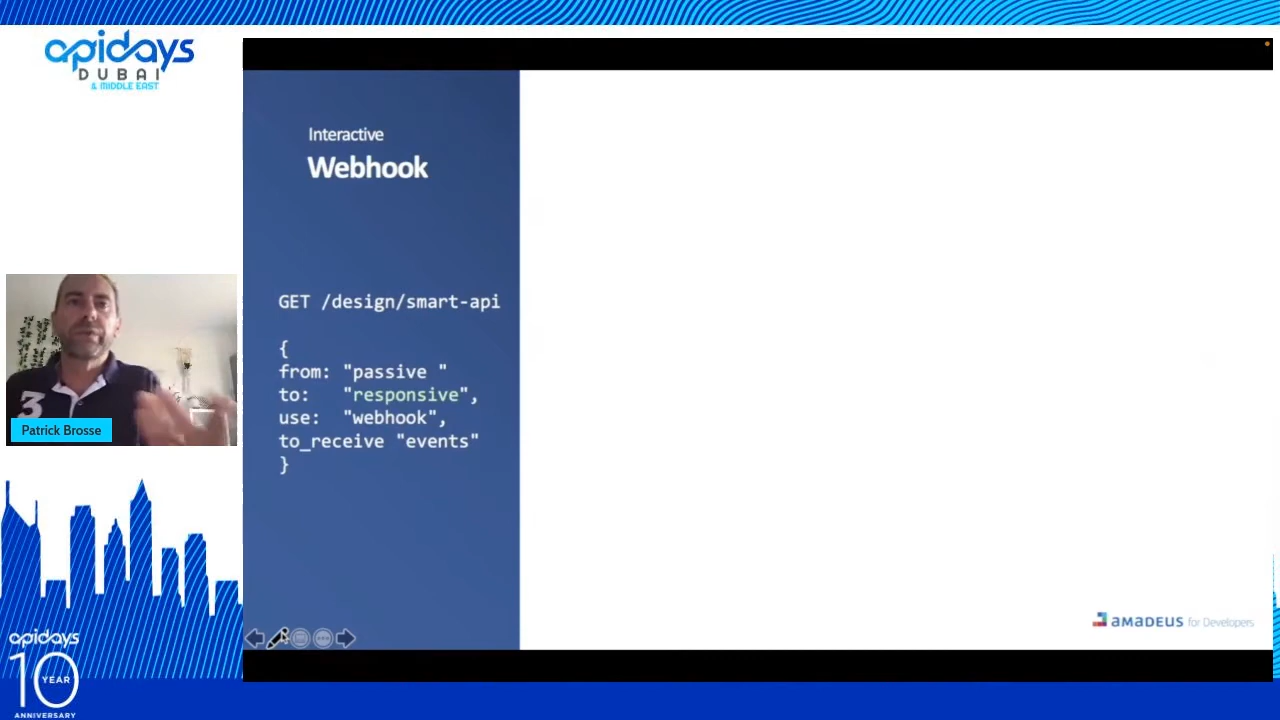 apidays
DUBAI
& MIDDLE EAST
Interactive
Webhook
GET /design/smart-api
{
from: "passive "
to: "responsive",
use: "webhook",
to_receive "events"
}
3
Patrick Brosse
amadeus for Developers
apidays
10
YEAR
ANNIVERSARY